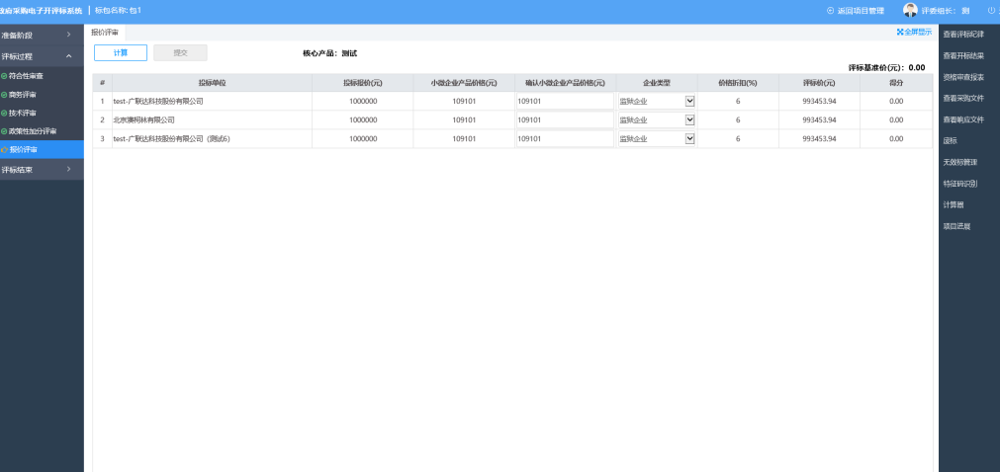 政府采购电子开评标系统 标包名称:包1 返回项目管理 评委组长: 测
准备阶段
评标过程
符合性审查
商务评审
技术评审
政策性加分评审
报价评审
评标结束
报价评审 全屏显示
计算 提交 核心产品: 测试
评标基准价(元): 0.00
# 投标单位 投标报价(元) 小微企业产品价格(元) 确认小微企业产品价格(元) 企业类型 价格折扣(%) 评标价(元) 得分
1 test-广联达科技股份有限公司 1000000 109101 109101 监狱企业 6 993453.94 0.00
2 北京澳柯林有限公司 1000000 109101 109101 监狱企业 6 993453.94 0.00
3 test-广联达科技股份有限公司 (测试6) 1000000 109101 109101 监狱企业 6 993453.94 0.00
查看评标纪律
查看开标结果
资格审查报表
查看采购文件
查看响应文件
废标
无效标管理
特征码识别
计算器
项目进展